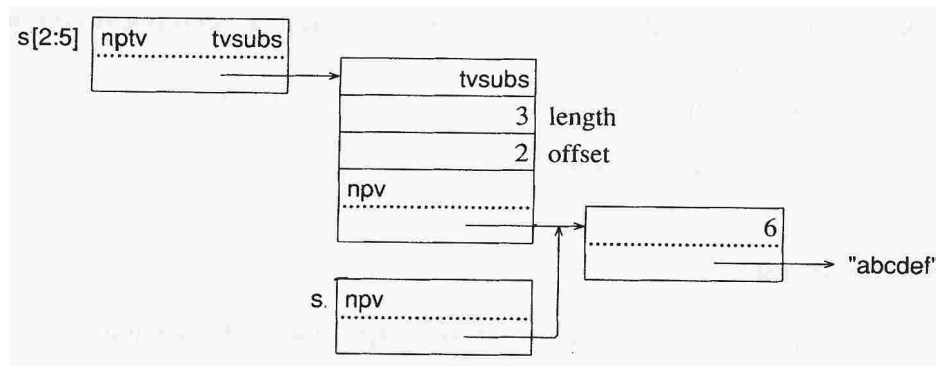 s[2:5] nptv tvsubs
tvsubs
3 length
2 offset
npv
6
"abcdef"
s. npv